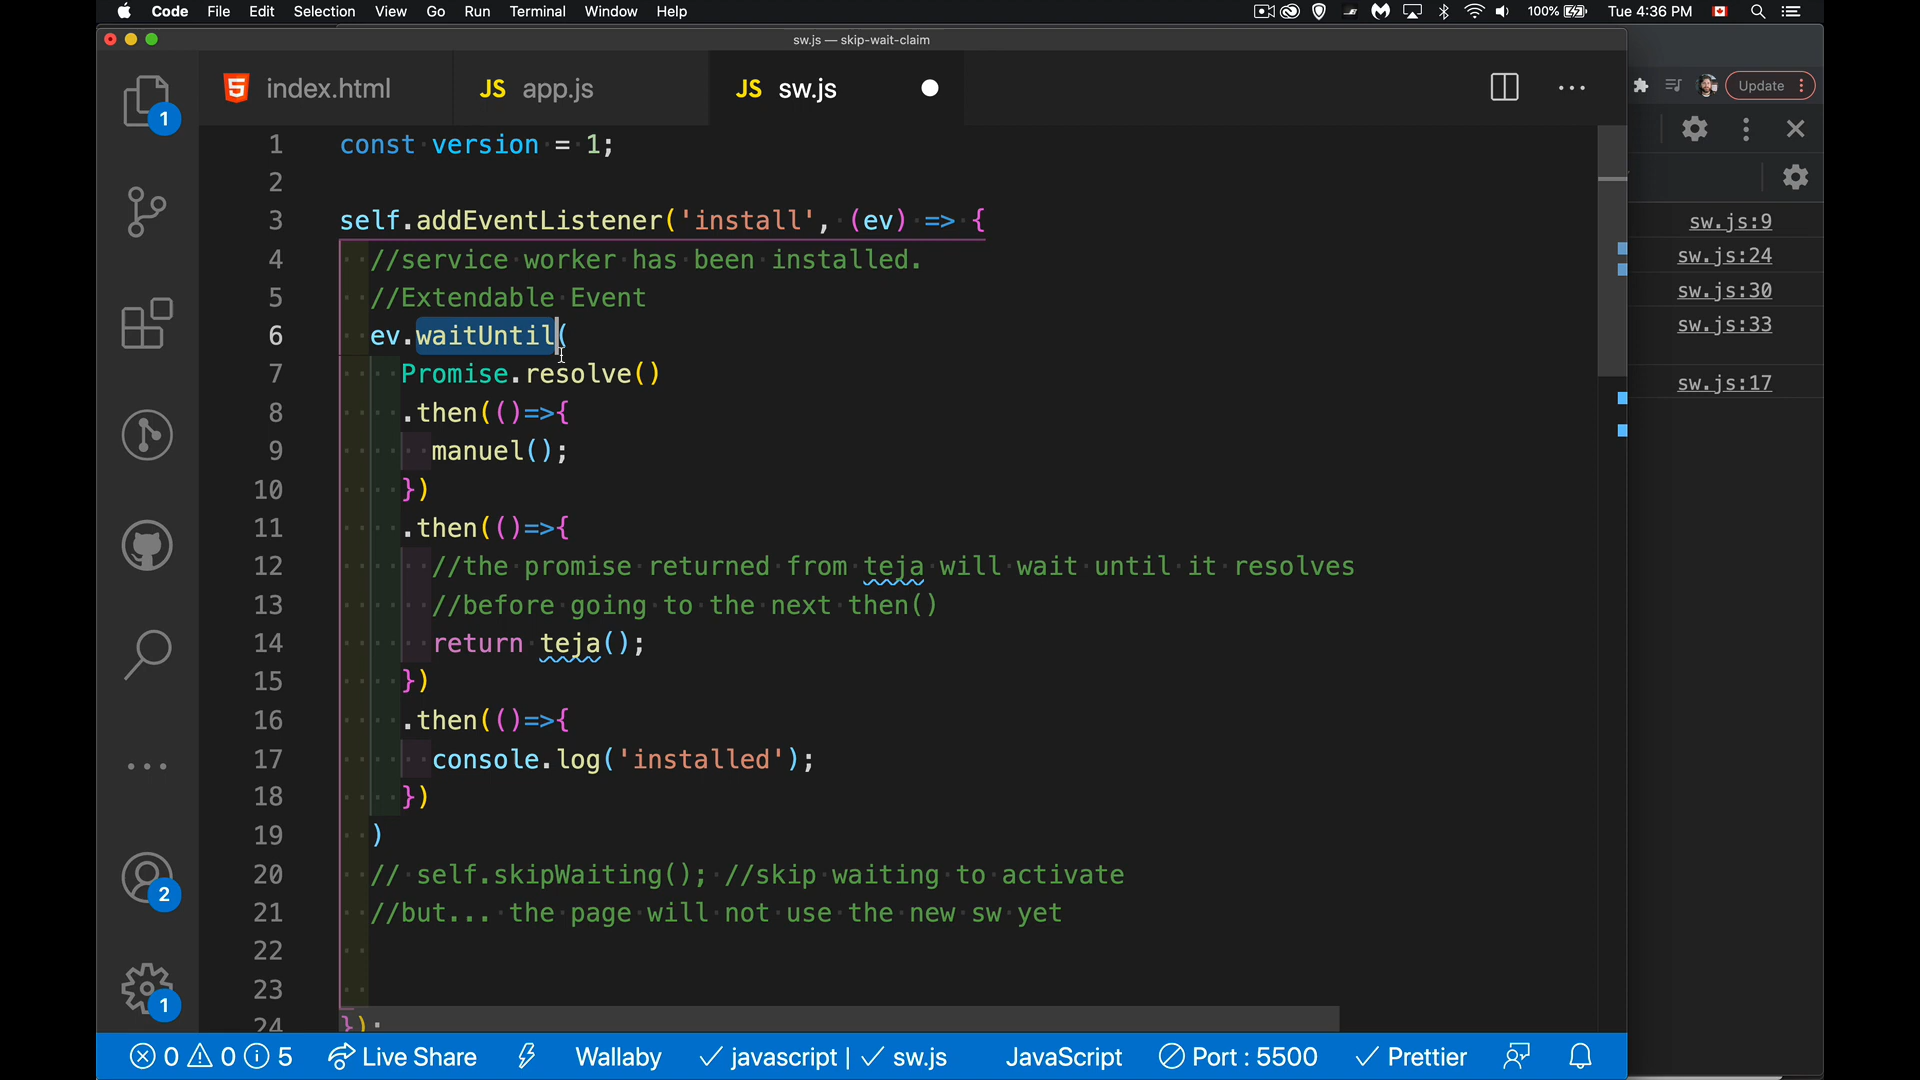 Code File Edit Selection View Go Run Terminal Window Help 100% Tue 4:36 PM
sw.js — skip-wait-claim
index.html JS app.js JS sw.js
Update
1 const version = 1;
2
3 self.addEventListener('install', (ev) => {
4 //service worker has been installed.
5 //Extendable Event
6 ev.waitUntil(
7 Promise.resolve()
8 .then(()=>{
9 manuel();
10 })
11 .then(()=>{
12 //the promise returned from teja will wait until it resolves
13 //before going to the next then()
14 return teja();
15 })
16 .then(()=>{
17 console.log('installed');
18 })
19 )
20 // self.skipWaiting(); //skip waiting to activate
21 //but... the page will not use the new sw yet
22
23
24 });
sw.js:9
sw.js:24
sw.js:30
sw.js:33
sw.js:17
1
2
1
0 0 5 Live Share Wallaby javascript | sw.js JavaScript Port : 5500 Prettier